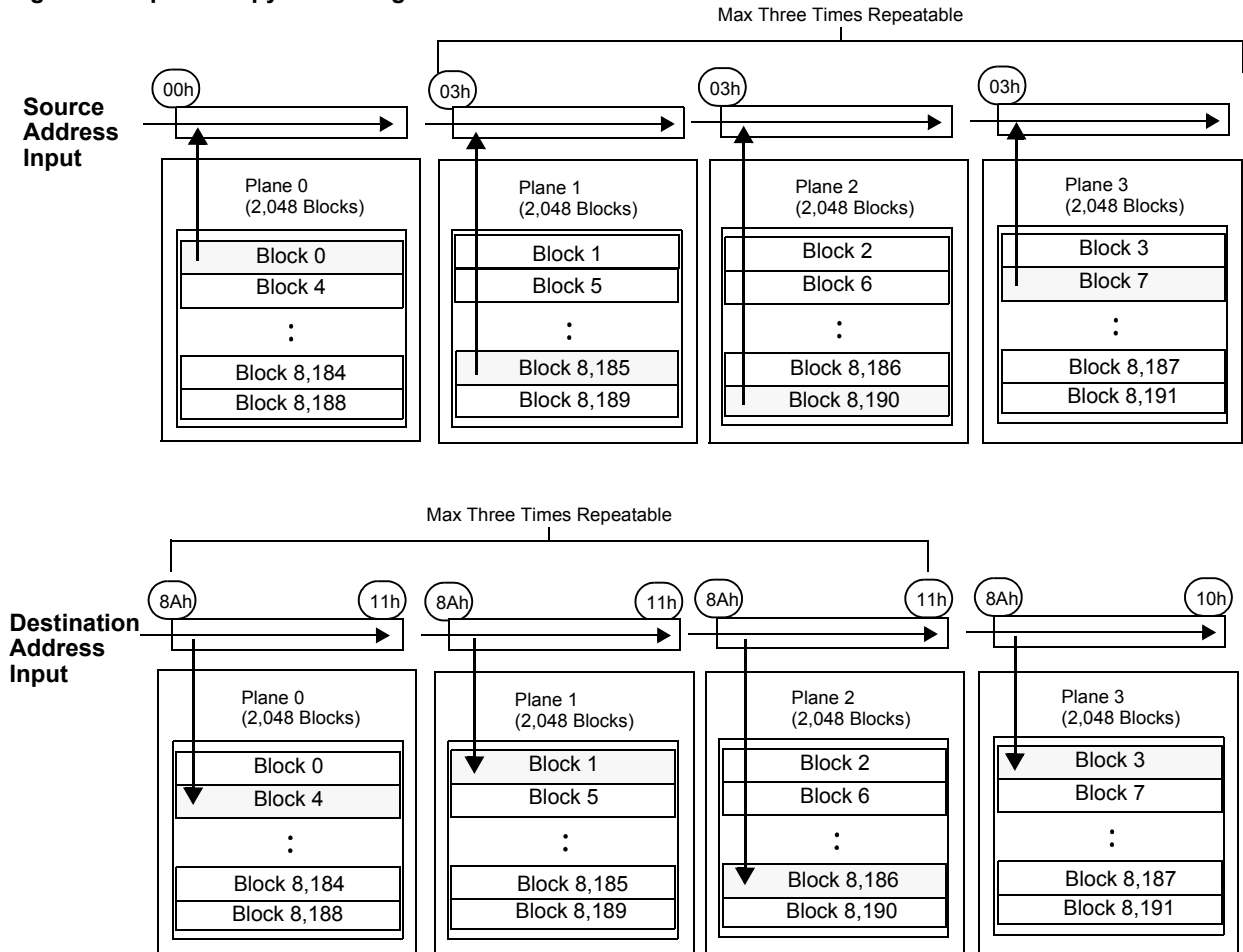 Max Three Times Repeatable
00h 03h 03h 03h
Source
Address
Input
Plane 0
(2,048 Blocks)
Block 0
Block 4
:
Block 8,184
Block 8,188
Plane 1
(2,048 Blocks)
Block 1
Block 5
:
Block 8,185
Block 8,189
Plane 2
(2,048 Blocks)
Block 2
Block 6
:
Block 8,186
Block 8,190
Plane 3
(2,048 Blocks)
Block 3
Block 7
:
Block 8,187
Block 8,191
Max Three Times Repeatable
8Ah 11h 8Ah 11h 8Ah 11h 8Ah 10h
Destination
Address
Input
Plane 0
(2,048 Blocks)
Block 0
Block 4
:
Block 8,184
Block 8,188
Plane 1
(2,048 Blocks)
Block 1
Block 5
:
Block 8,185
Block 8,189
Plane 2
(2,048 Blocks)
Block 2
Block 6
:
Block 8,186
Block 8,190
Plane 3
(2,048 Blocks)
Block 3
Block 7
:
Block 8,187
Block 8,191